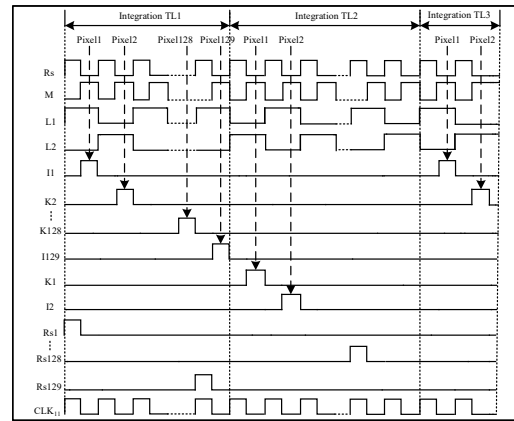 Integration TL1 Integration TL2 Integration TL3
Pixel1 Pixel2 Pixel128 Pixel129 Pixel1 Pixel2 Pixel1 Pixel2
Rs
M
L1
L2
I1
K2
⋮
K128
I129
K1
I2
Rs1
⋮
Rs128
Rs129
CLK₁₁